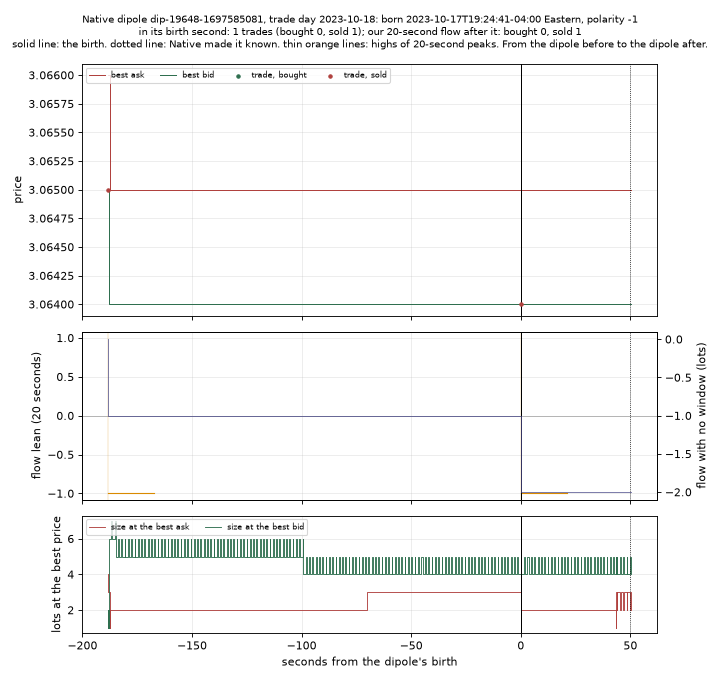 Native dipole dip-19648-1697585081, trade day 2023-10-18: born 2023-10-17T19:24:41-04:00 Eastern, polarity -1
in its birth second: 1 trades (bought 0, sold 1); our 20-second flow after it: bought 0, sold 1
solid line: the birth. dotted line: Native made it known. thin orange lines: highs of 20-second peaks. From the dipole before to the dipole after.
best ask best bid trade, bought trade, sold
3.06600
3.06575
3.06550
3.06525
3.06500
3.06475
3.06450
3.06425
3.06400
price
1.0
0.5
0.0
−0.5
−1.0
flow lean (20 seconds)
0.0
−0.5
−1.0
−1.5
−2.0
flow with no window (lots)
size at the best ask size at the best bid
6
4
2
lots at the best price
−200 −150 −100 −50 0 50
seconds from the dipole's birth